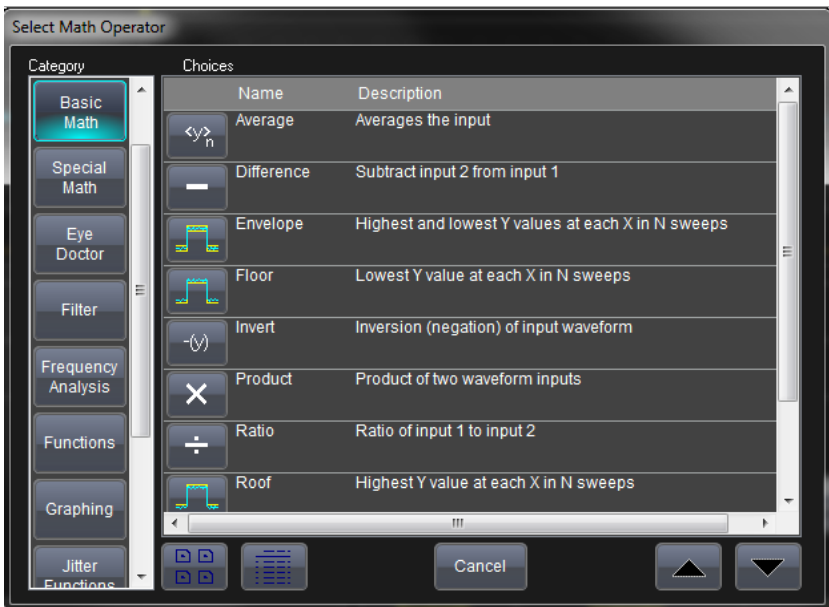 Select Math Operator
Category
Choices
Name Description
Basic
Math
Special
Math
Eye
Doctor
Filter
Frequency
Analysis
Functions
Graphing
Jitter
Functions
<y>n Average Averages the input
Difference Subtract input 2 from input 1
Envelope Highest and lowest Y values at each X in N sweeps
Floor Lowest Y value at each X in N sweeps
-(y) Invert Inversion (negation) of input waveform
× Product Product of two waveform inputs
÷ Ratio Ratio of input 1 to input 2
Roof Highest Y value at each X in N sweeps
Cancel